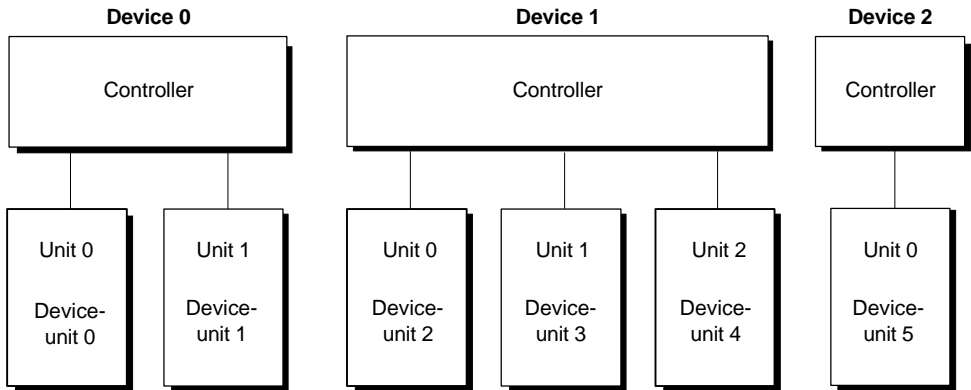 Device 0
Device 1
Device 2
Controller
Controller
Controller
Unit 0
Device-
unit 0
Unit 1
Device-
unit 1
Unit 0
Device-
unit 2
Unit 1
Device-
unit 3
Unit 2
Device-
unit 4
Unit 0
Device-
unit 5